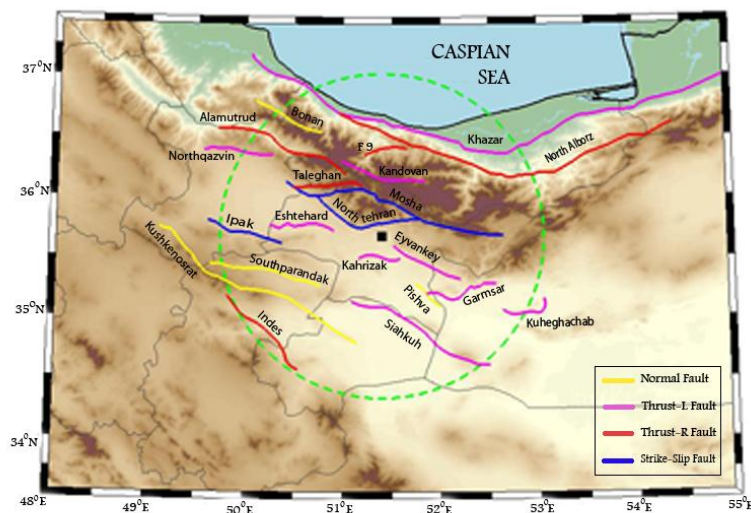 37°N
36°N
35°N
34°N
CASPIAN
SEA
Alamutrud
Bohan
Khazar
North Alborz
Northqazvin
F9
Kandovan
Taleghan
Mosha
North tehran
Ipak
Eshtehard
Kushkenosrat
Eyvankey
Kahrizak
Southparandak
Pishva
Garmsar
Kuheghachab
Indes
Siahkuh
Normal Fault
Thrust-L Fault
Thrust-R Fault
Strike-Slip Fault
48°E
49°E
50°E
51°E
52°E
53°E
54°E
55°E